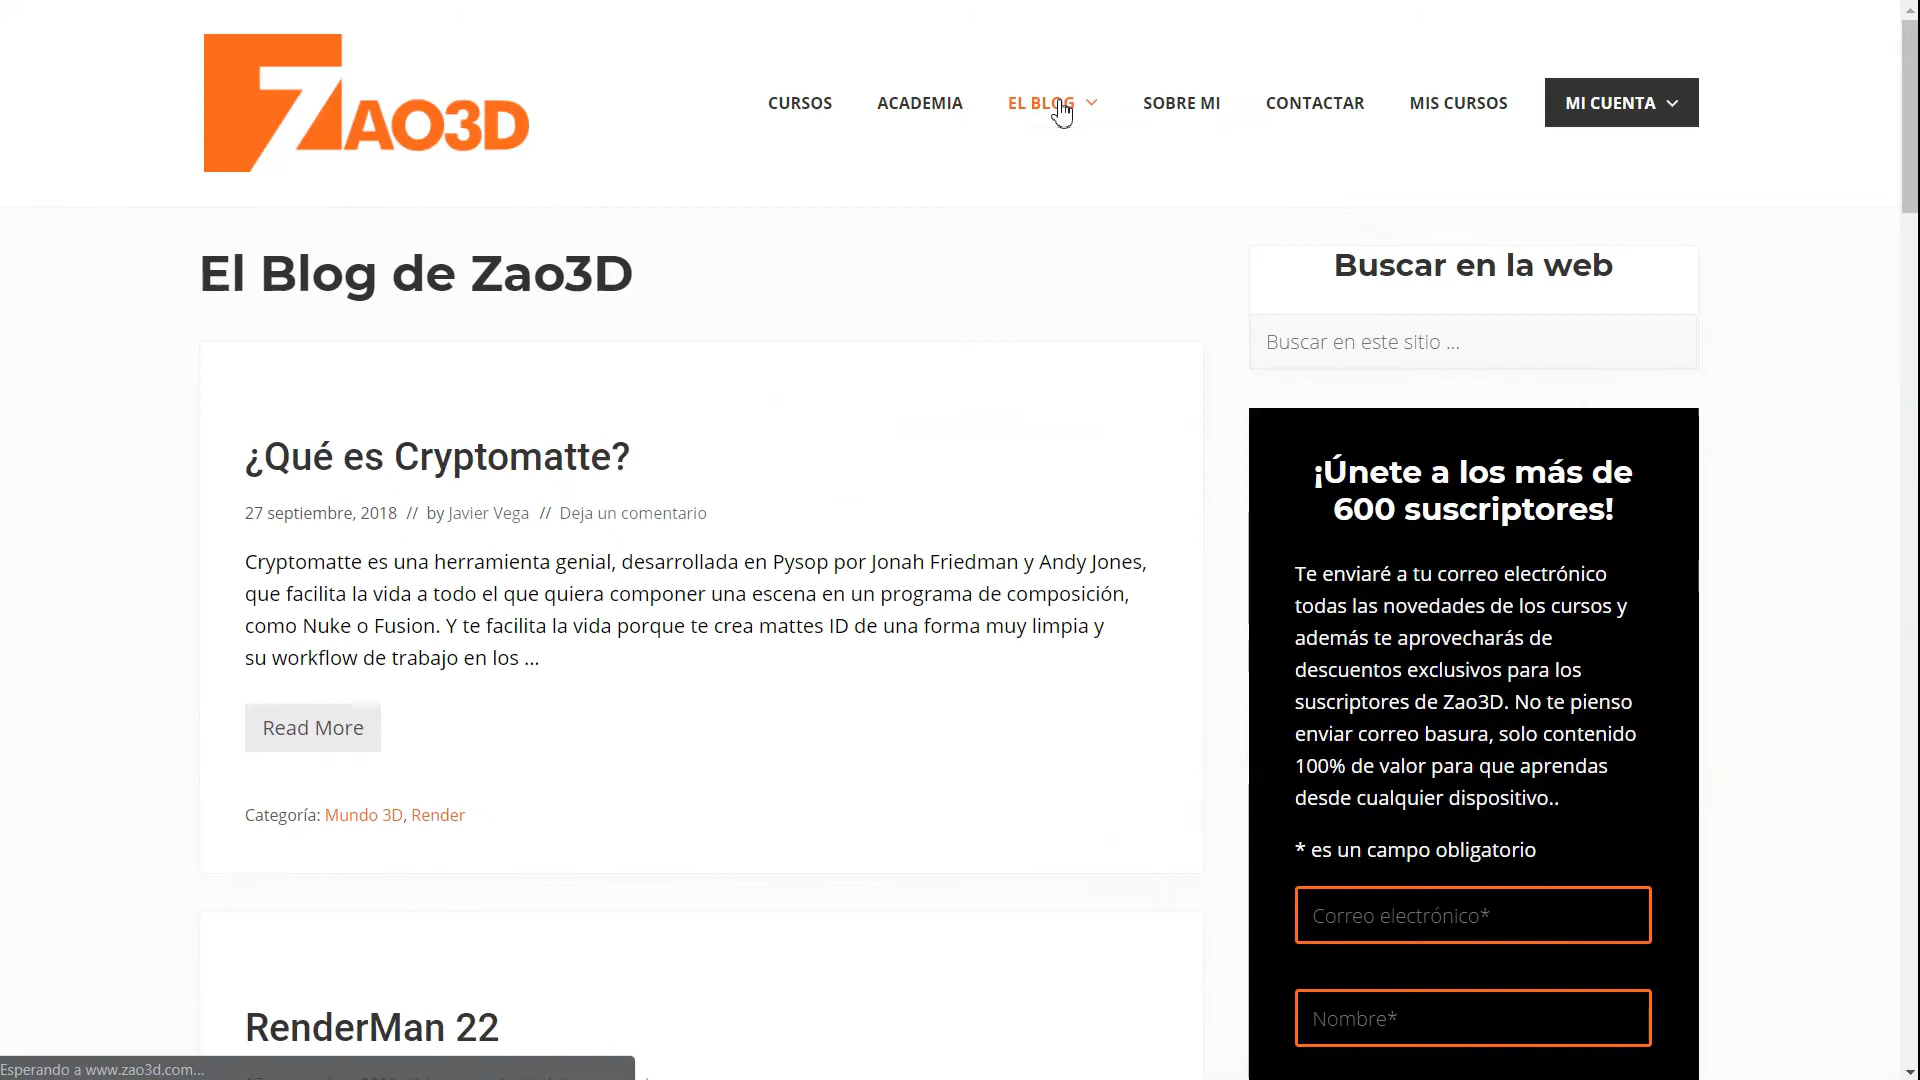 ZAO3D
CURSOS
ACADEMIA
EL BLOG
SOBRE MI
CONTACTAR
MIS CURSOS
MI CUENTA
El Blog de Zao3D
¿Qué es Cryptomatte?
27 septiembre, 2018 // by Javier Vega // Deja un comentario
Cryptomatte es una herramienta genial, desarrollada en Pysop por Jonah Friedman y Andy Jones,
que facilita la vida a todo el que quiera componer una escena en un programa de composición,
como Nuke o Fusion. Y te facilita la vida porque te crea mattes ID de una forma muy limpia y
su workflow de trabajo en los ...
Read More
Categoría: Mundo 3D, Render
RenderMan 22
Buscar en la web
Buscar en este sitio ...
¡Únete a los más de
600 suscriptores!
Te enviaré a tu correo electrónico
todas las novedades de los cursos y
además te aprovecharás de
descuentos exclusivos para los
suscriptores de Zao3D. No te pienso
enviar correo basura, solo contenido
100% de valor para que aprendas
desde cualquier dispositivo..
* es un campo obligatorio
Correo electrónico*
Nombre*
Esperando a www.zao3d.com...